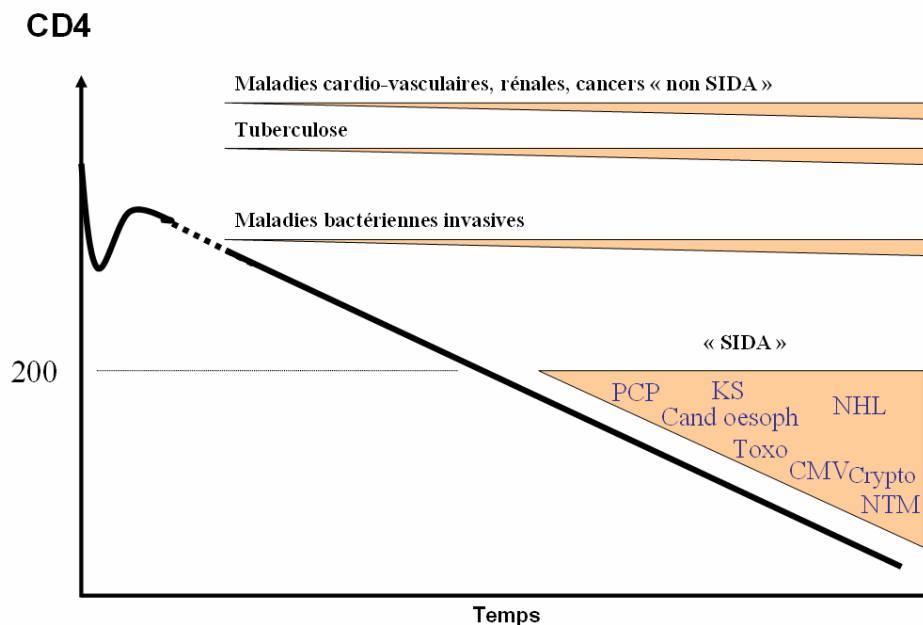 CD4
Maladies cardio-vasculaires, rénales, cancers « non SIDA »
Tuberculose
Maladies bactériennes invasives
« SIDA »
200
PCP
KS
NHL
Cand oesoph
Toxo
CMV
Crypto
NTM
Temps